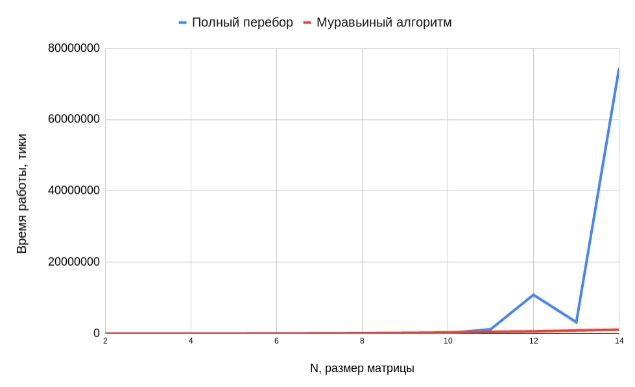 Полный перебор Муравьиный алгоритм
80000000
60000000
40000000
20000000
0
Время работы, тики
2 4 6 8 10 12 14
N, размер матрицы